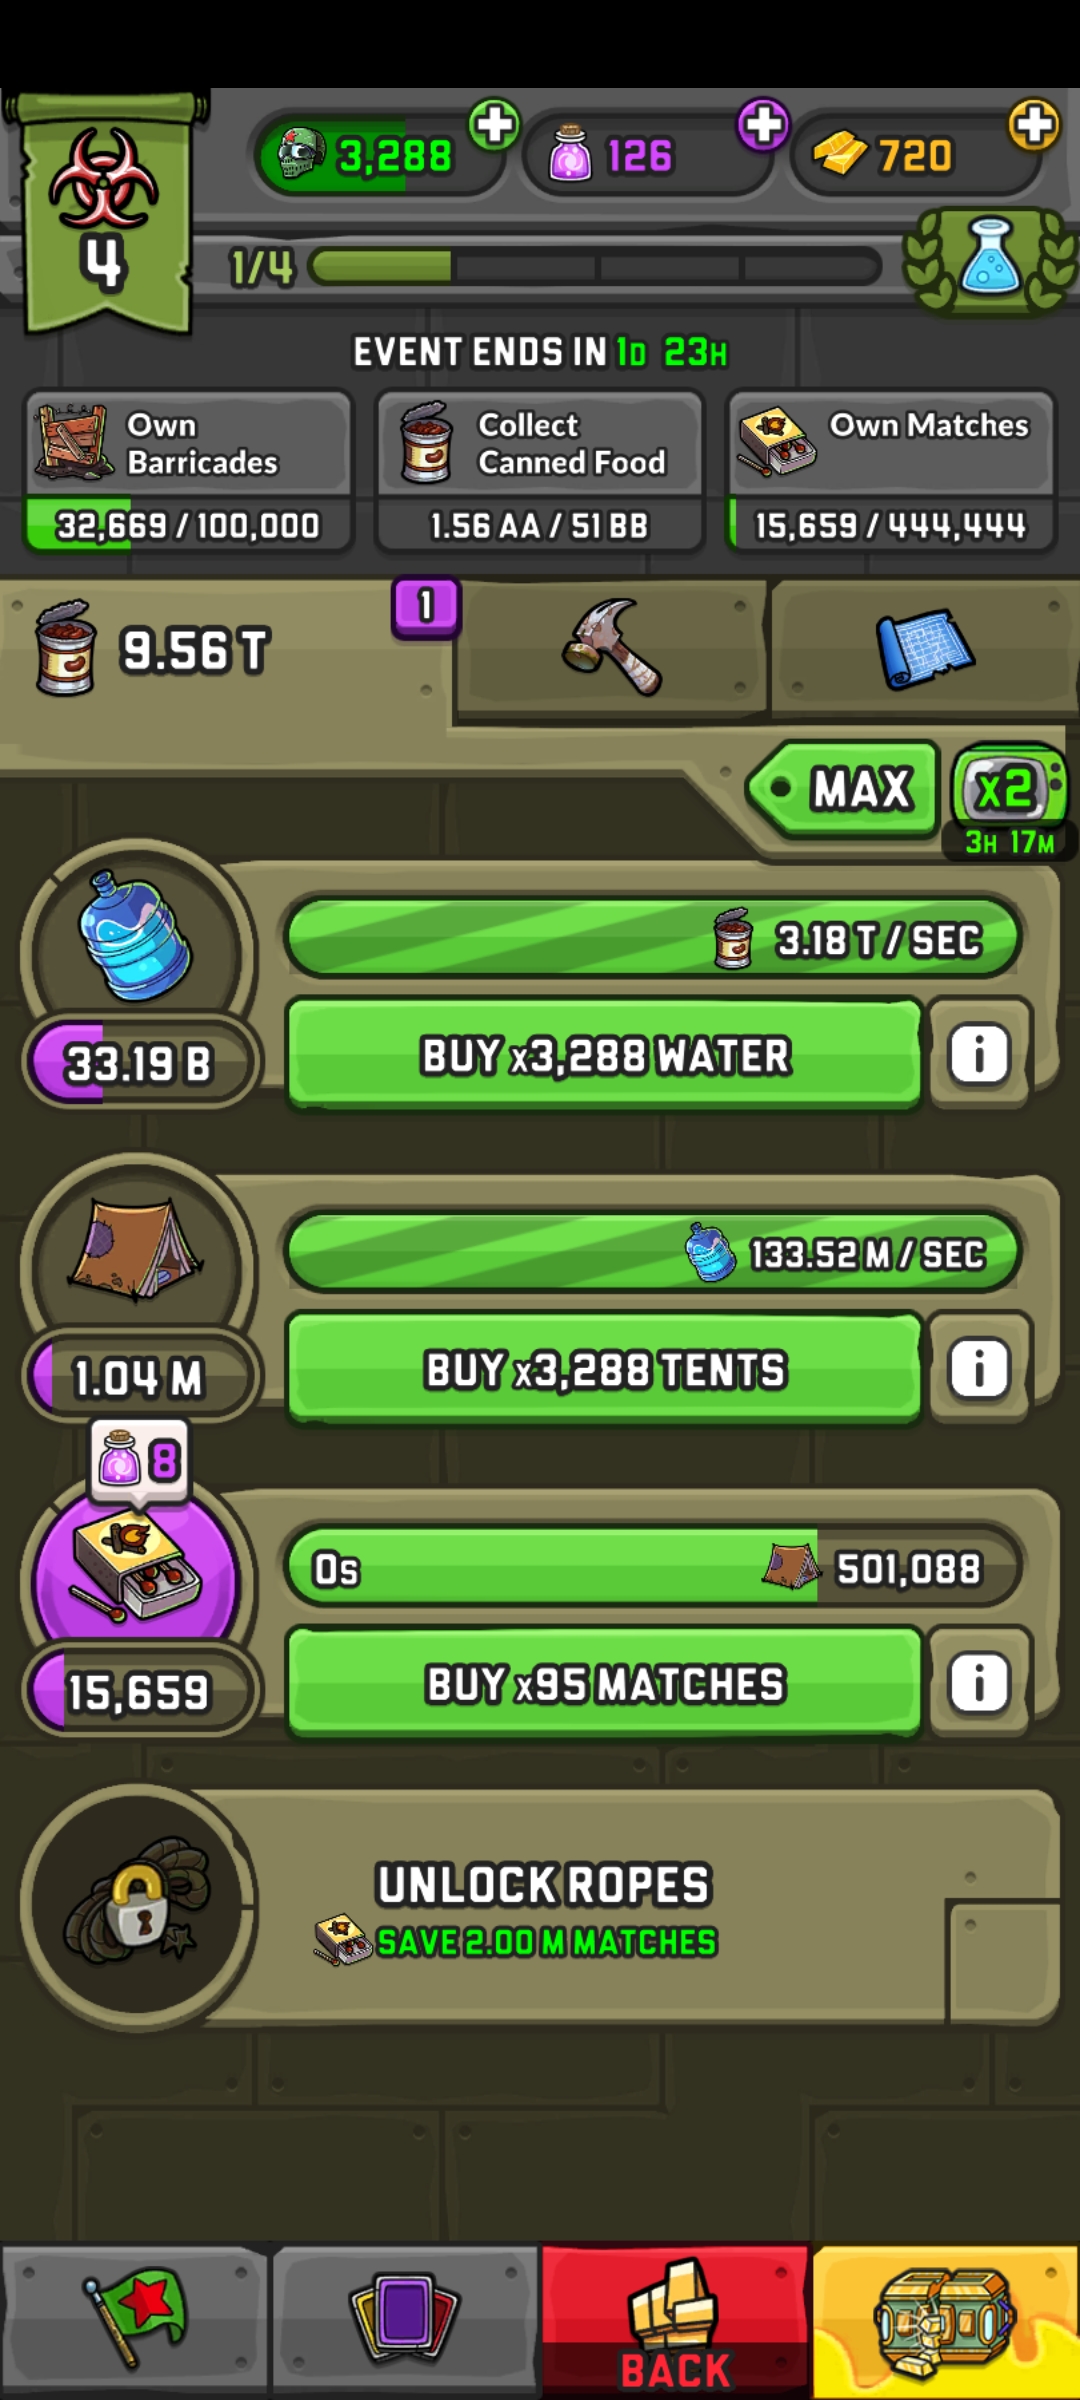 3,288
126
720
4
1/4
EVENT ENDS IN 1D 23H
Own
Barricades
32,669 / 100,000
Collect
Canned Food
1.56 AA / 51 BB
Own Matches
15,659 / 444,444
9.56 T
1
MAX
x2
3H 17M
3.18 T / SEC
BUY x3,288 WATER
i
33.19 B
133.52 M / SEC
BUY x3,288 TENTS
i
1.04 M
8
0s
501,088
BUY x95 MATCHES
i
15,659
UNLOCK ROPES
SAVE 2.00 M MATCHES
BACK